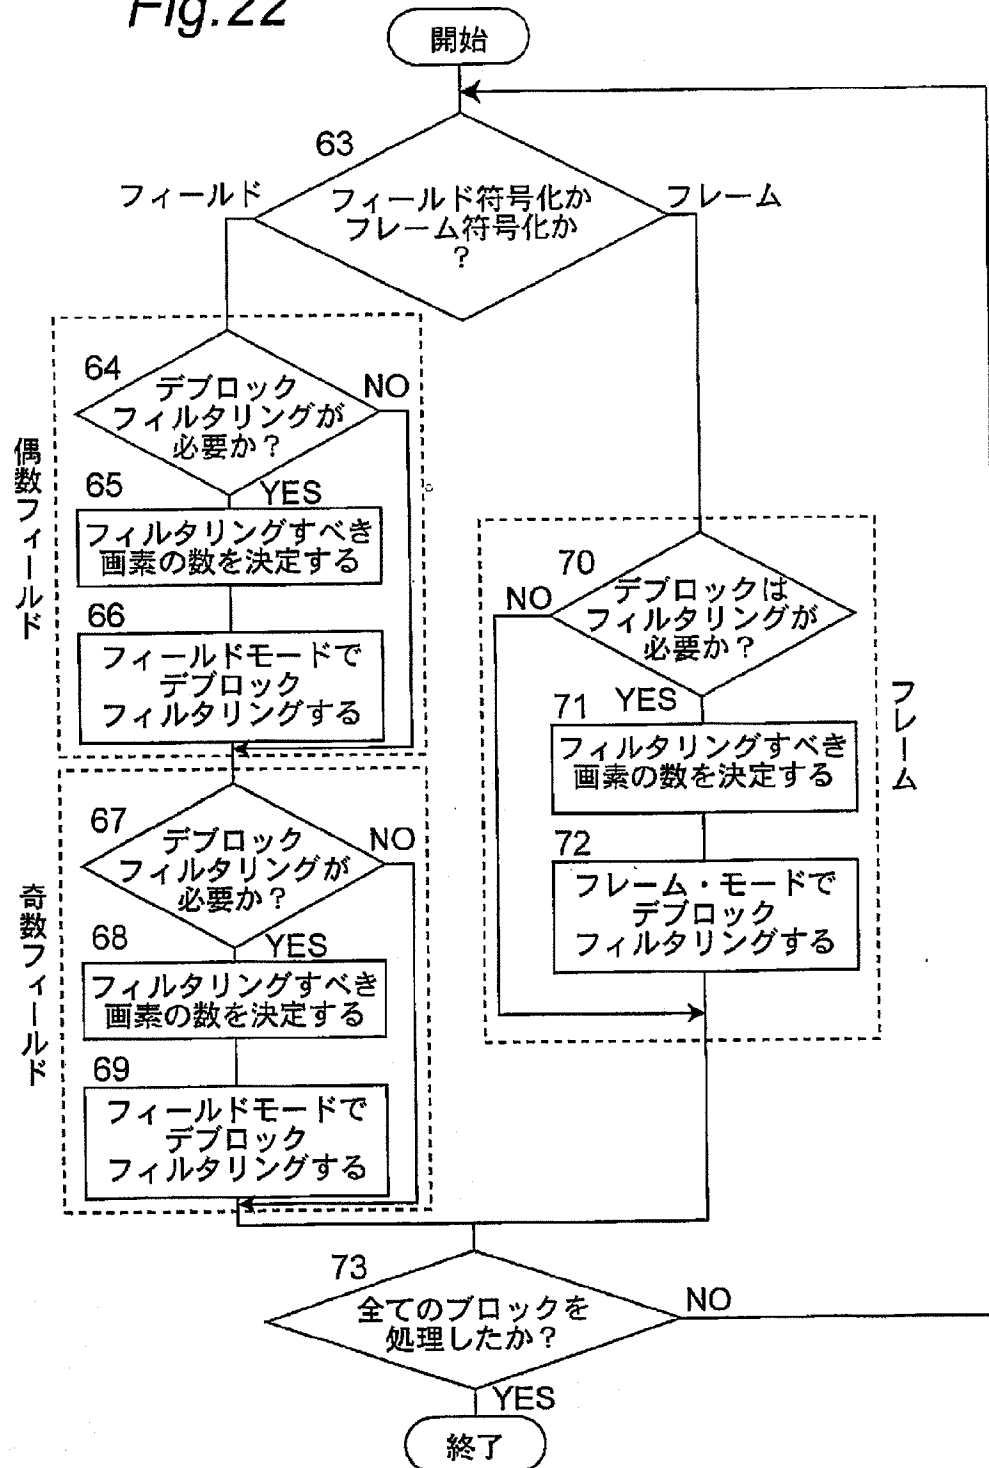 Fig.22
開始
63
フィールド
フィールド符号化か
フレーム符号化か
?
フレーム
偶数フィールド
64
デブロック
フィルタリングが
必要か?
NO
65
YES
フィルタリングすべき
画素の数を決定する
66
フィールドモードで
デブロック
フィルタリングする
奇数フィールド
67
デブロック
フィルタリングが
必要か?
NO
68
YES
フィルタリングすべき
画素の数を決定する
69
フィールドモードで
デブロック
フィルタリングする
フレーム
70
デブロックは
フィルタリングが
必要か?
NO
71
YES
フィルタリングすべき
画素の数を決定する
72
フレーム・モードで
デブロック
フィルタリングする
73
全てのブロックを
処理したか?
NO
YES
終了